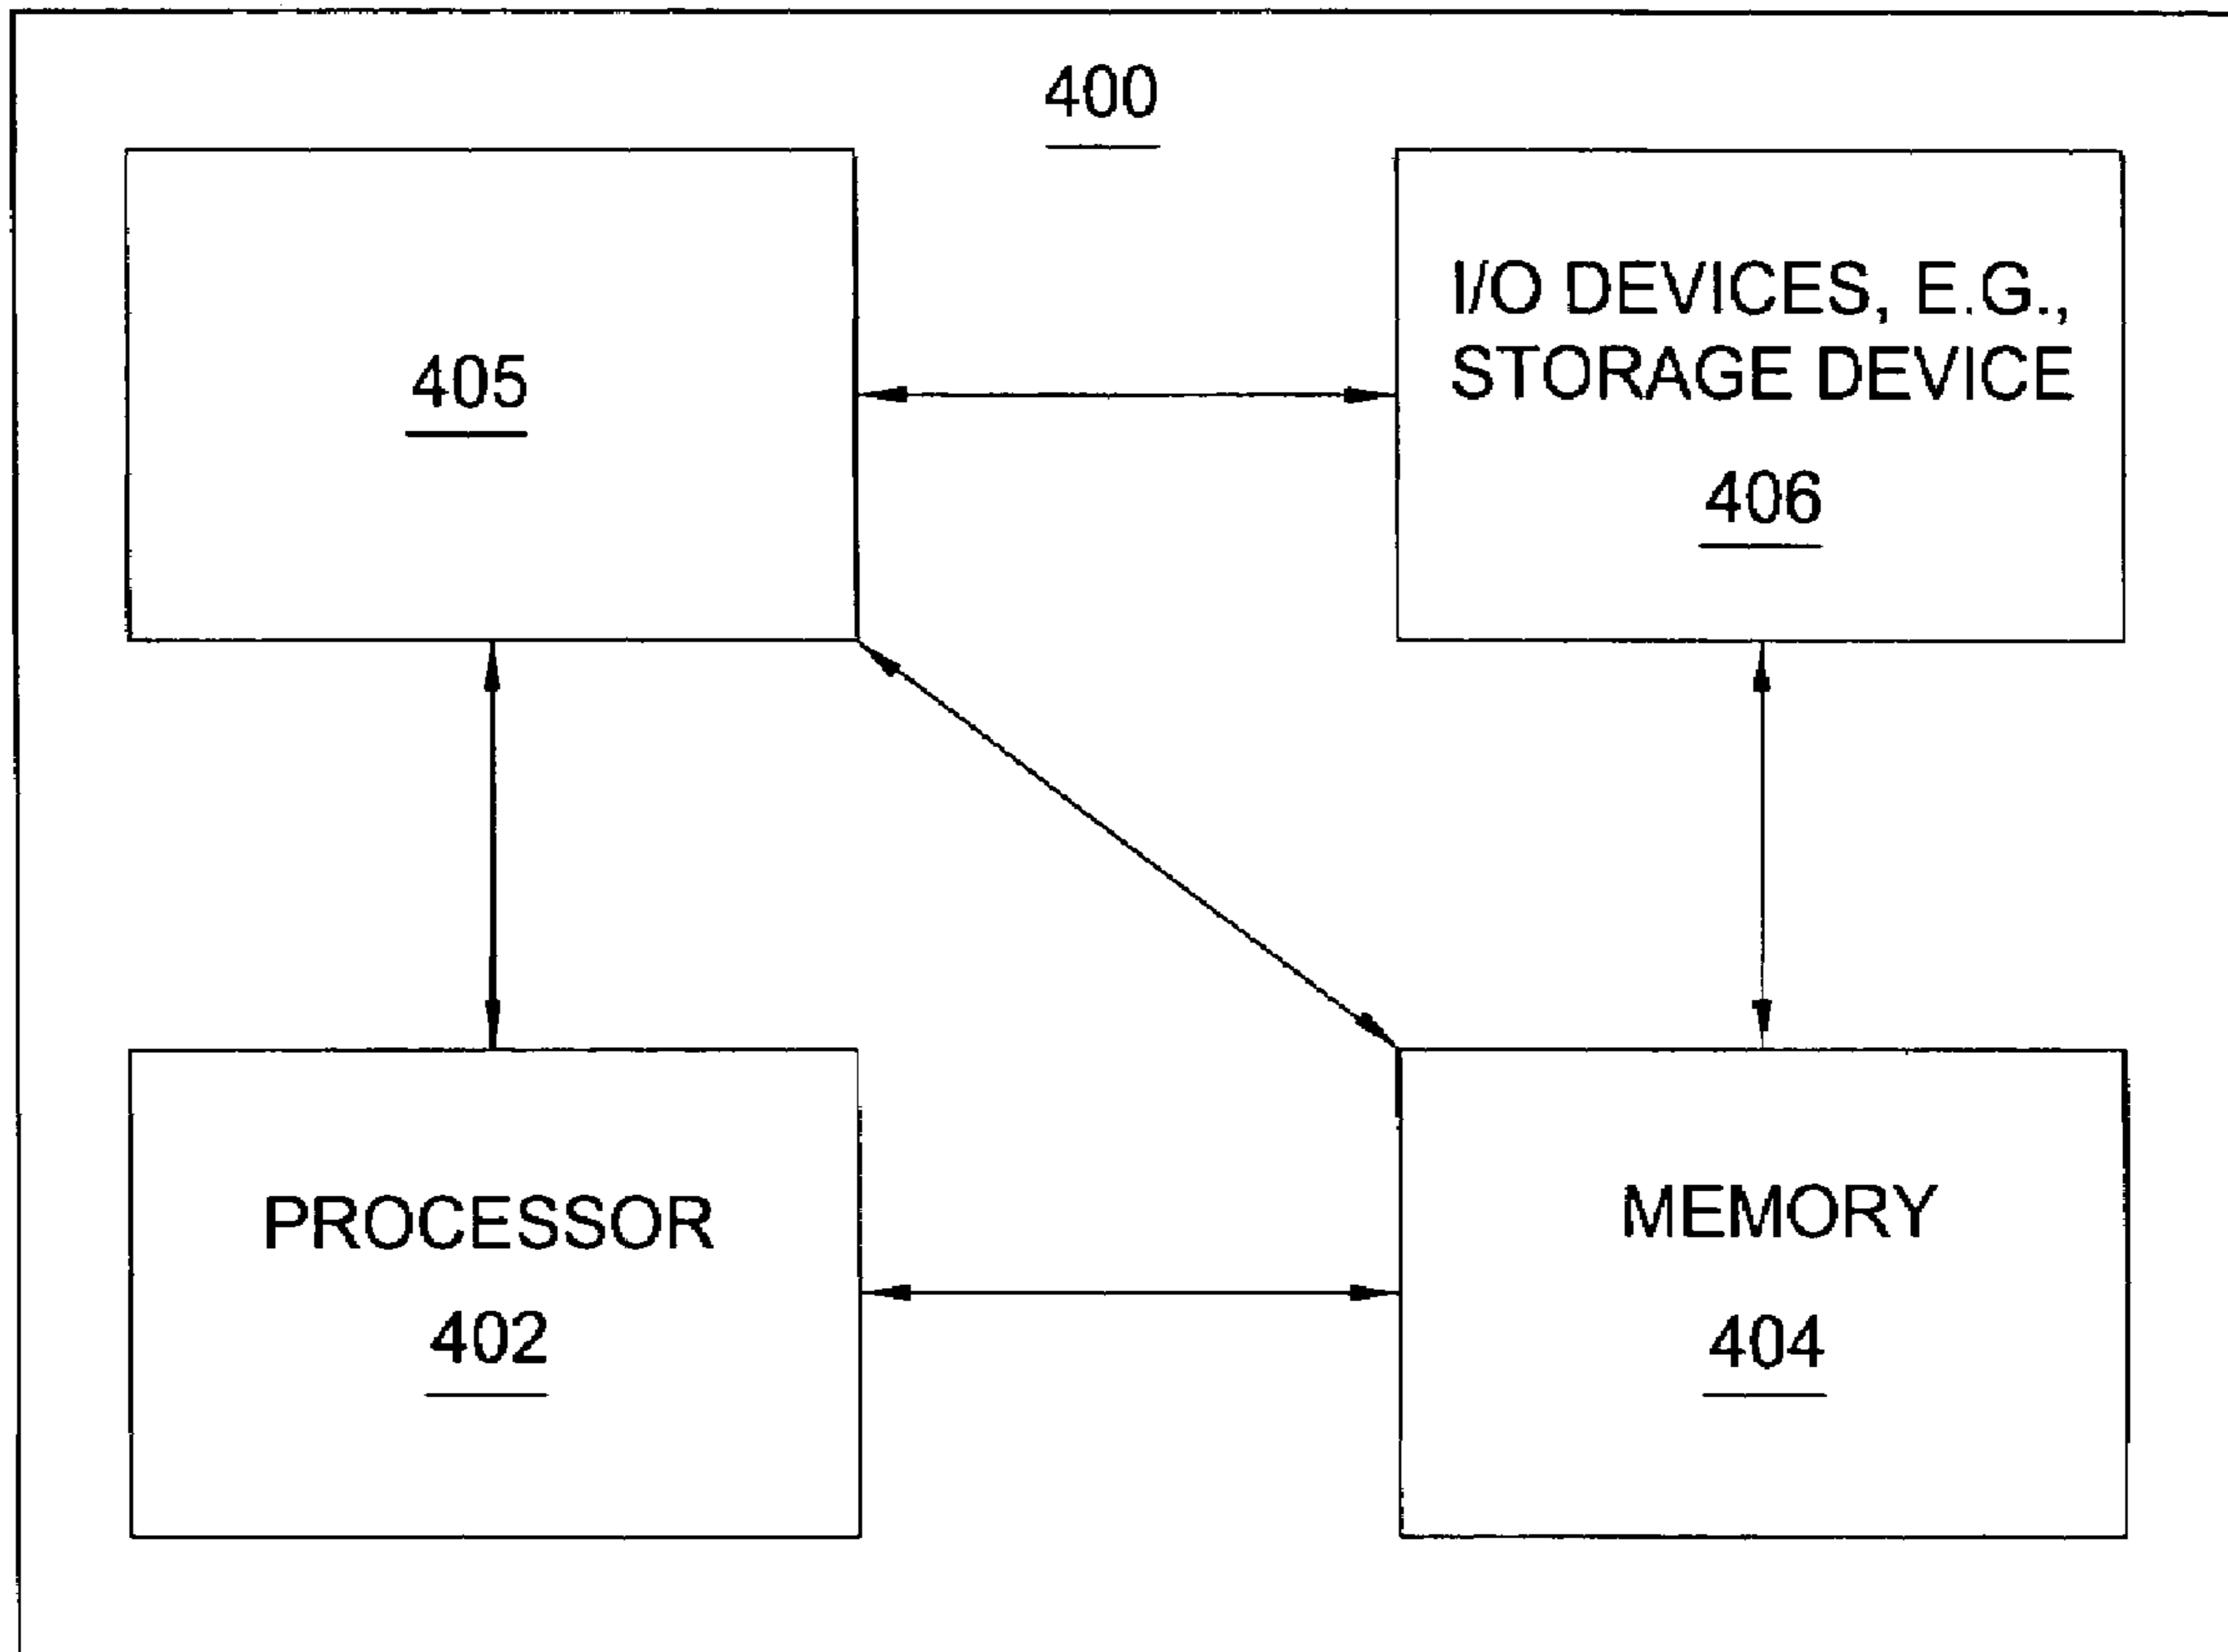 400
405
I/O DEVICES, E.G.,
STORAGE DEVICE
406
PROCESSOR
402
MEMORY
404